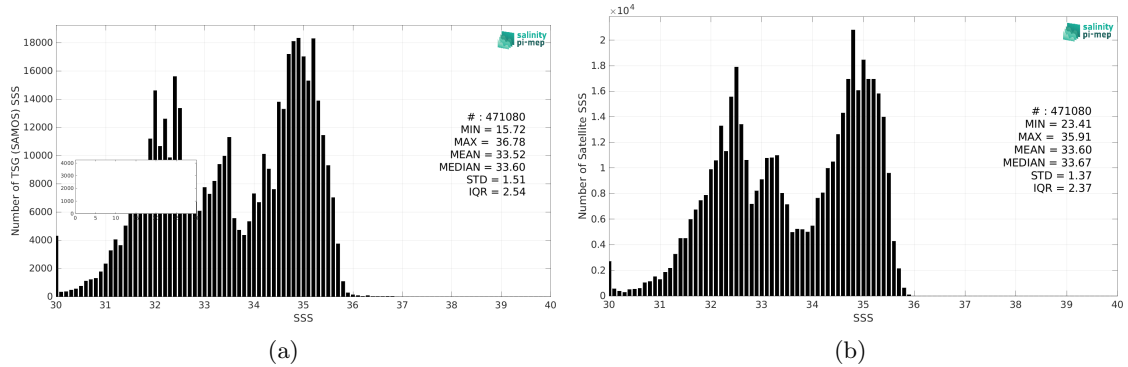 18000
16000
14000
12000
10000
8000
6000
4000
2000
0
Number of TSG (SAMOS) SSS
salinity
pi-mep
# : 471080
MIN = 15.72
MAX = 36.78
MEAN = 33.52
MEDIAN = 33.60
STD = 1.51
IQR = 2.54
4000
3000
2000
1000
0
0 5 10
30 31 32 33 34 35 36 37 38 39 40
SSS
(a)
×10⁴
2
1.8
1.6
1.4
1.2
1
0.8
0.6
0.4
0.2
0
Number of Satellite SSS
salinity
pi-mep
# : 471080
MIN = 23.41
MAX = 35.91
MEAN = 33.60
MEDIAN = 33.67
STD = 1.37
IQR = 2.37
30 31 32 33 34 35 36 37 38 39 40
SSS
(b)